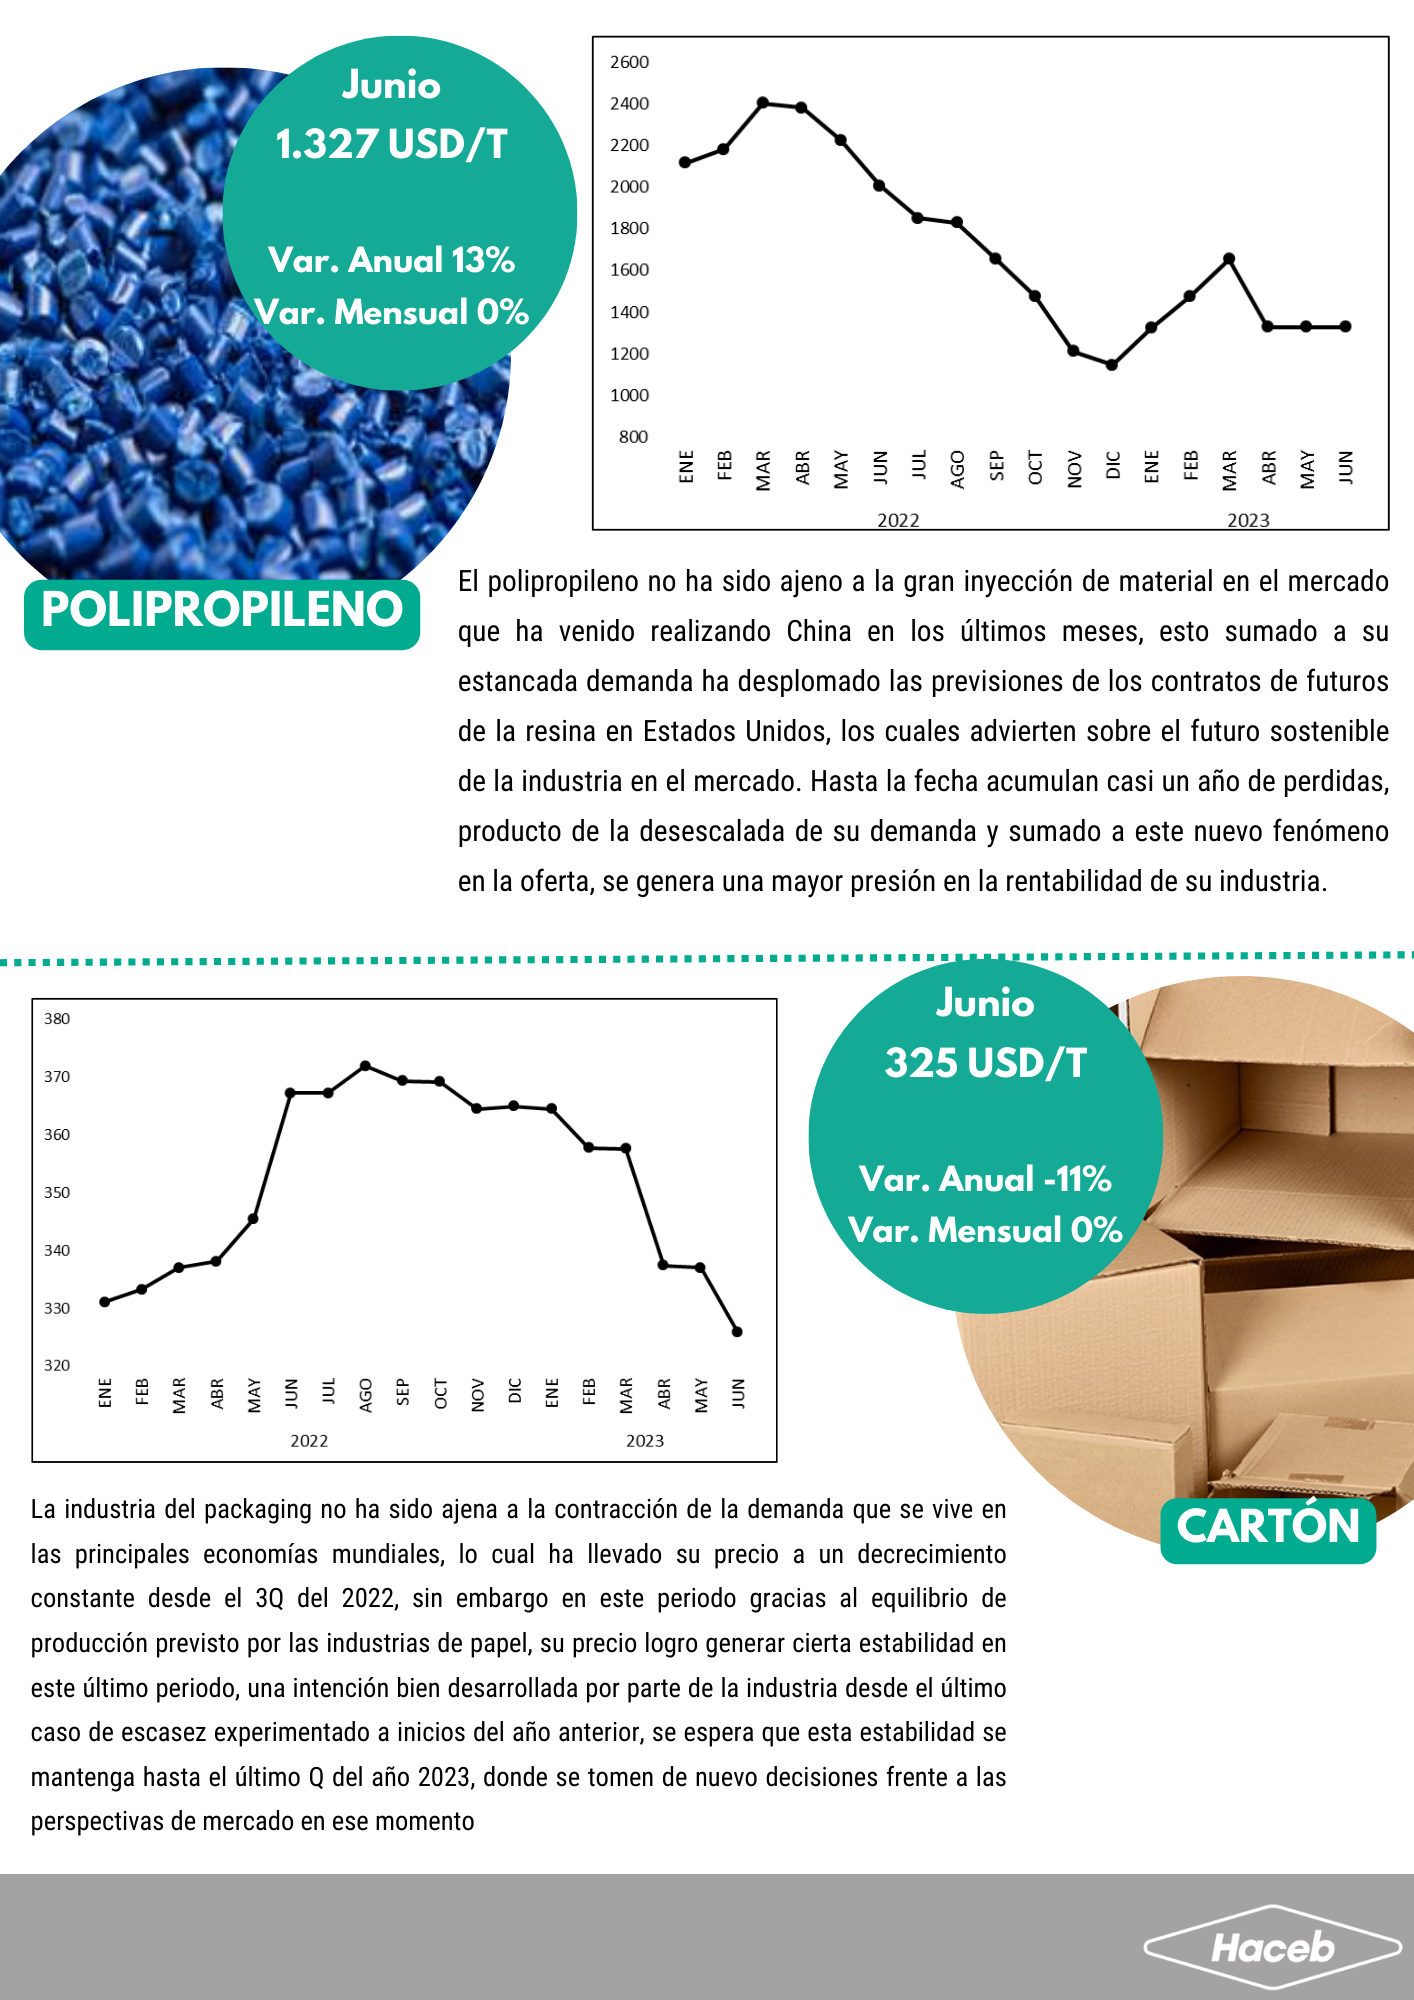 Junio
1.327 USD/T
Var. Anual 13%
Var. Mensual 0%
POLIPROPILENO
2600
2400
2200
2000
1800
1600
1400
1200
1000
800
ENE FEB MAR ABR MAY JUN JUL AGO SEP OCT NOV DIC ENE FEB MAR ABR MAY JUN
2022 2023
El polipropileno no ha sido ajeno a la gran inyección de material en el mercado
que ha venido realizando China en los últimos meses, esto sumado a su
estancada demanda ha desplomado las previsiones de los contratos de futuros
de la resina en Estados Unidos, los cuales advierten sobre el futuro sostenible
de la industria en el mercado. Hasta la fecha acumulan casi un año de perdidas,
producto de la desescalada de su demanda y sumado a este nuevo fenómeno
en la oferta, se genera una mayor presión en la rentabilidad de su industria.
380
370
360
350
340
330
320
ENE FEB MAR ABR MAY JUN JUL AGO SEP OCT NOV DIC ENE FEB MAR ABR MAY JUN
2022 2023
Junio
325 USD/T
Var. Anual -11%
Var. Mensual 0%
CARTÓN
La industria del packaging no ha sido ajena a la contracción de la demanda que se vive en
las principales economías mundiales, lo cual ha llevado su precio a un decrecimiento
constante desde el 3Q del 2022, sin embargo en este periodo gracias al equilibrio de
producción previsto por las industrias de papel, su precio logro generar cierta estabilidad en
este último periodo, una intención bien desarrollada por parte de la industria desde el último
caso de escasez experimentado a inicios del año anterior, se espera que esta estabilidad se
mantenga hasta el último Q del año 2023, donde se tomen de nuevo decisiones frente a las
perspectivas de mercado en ese momento
Haceb